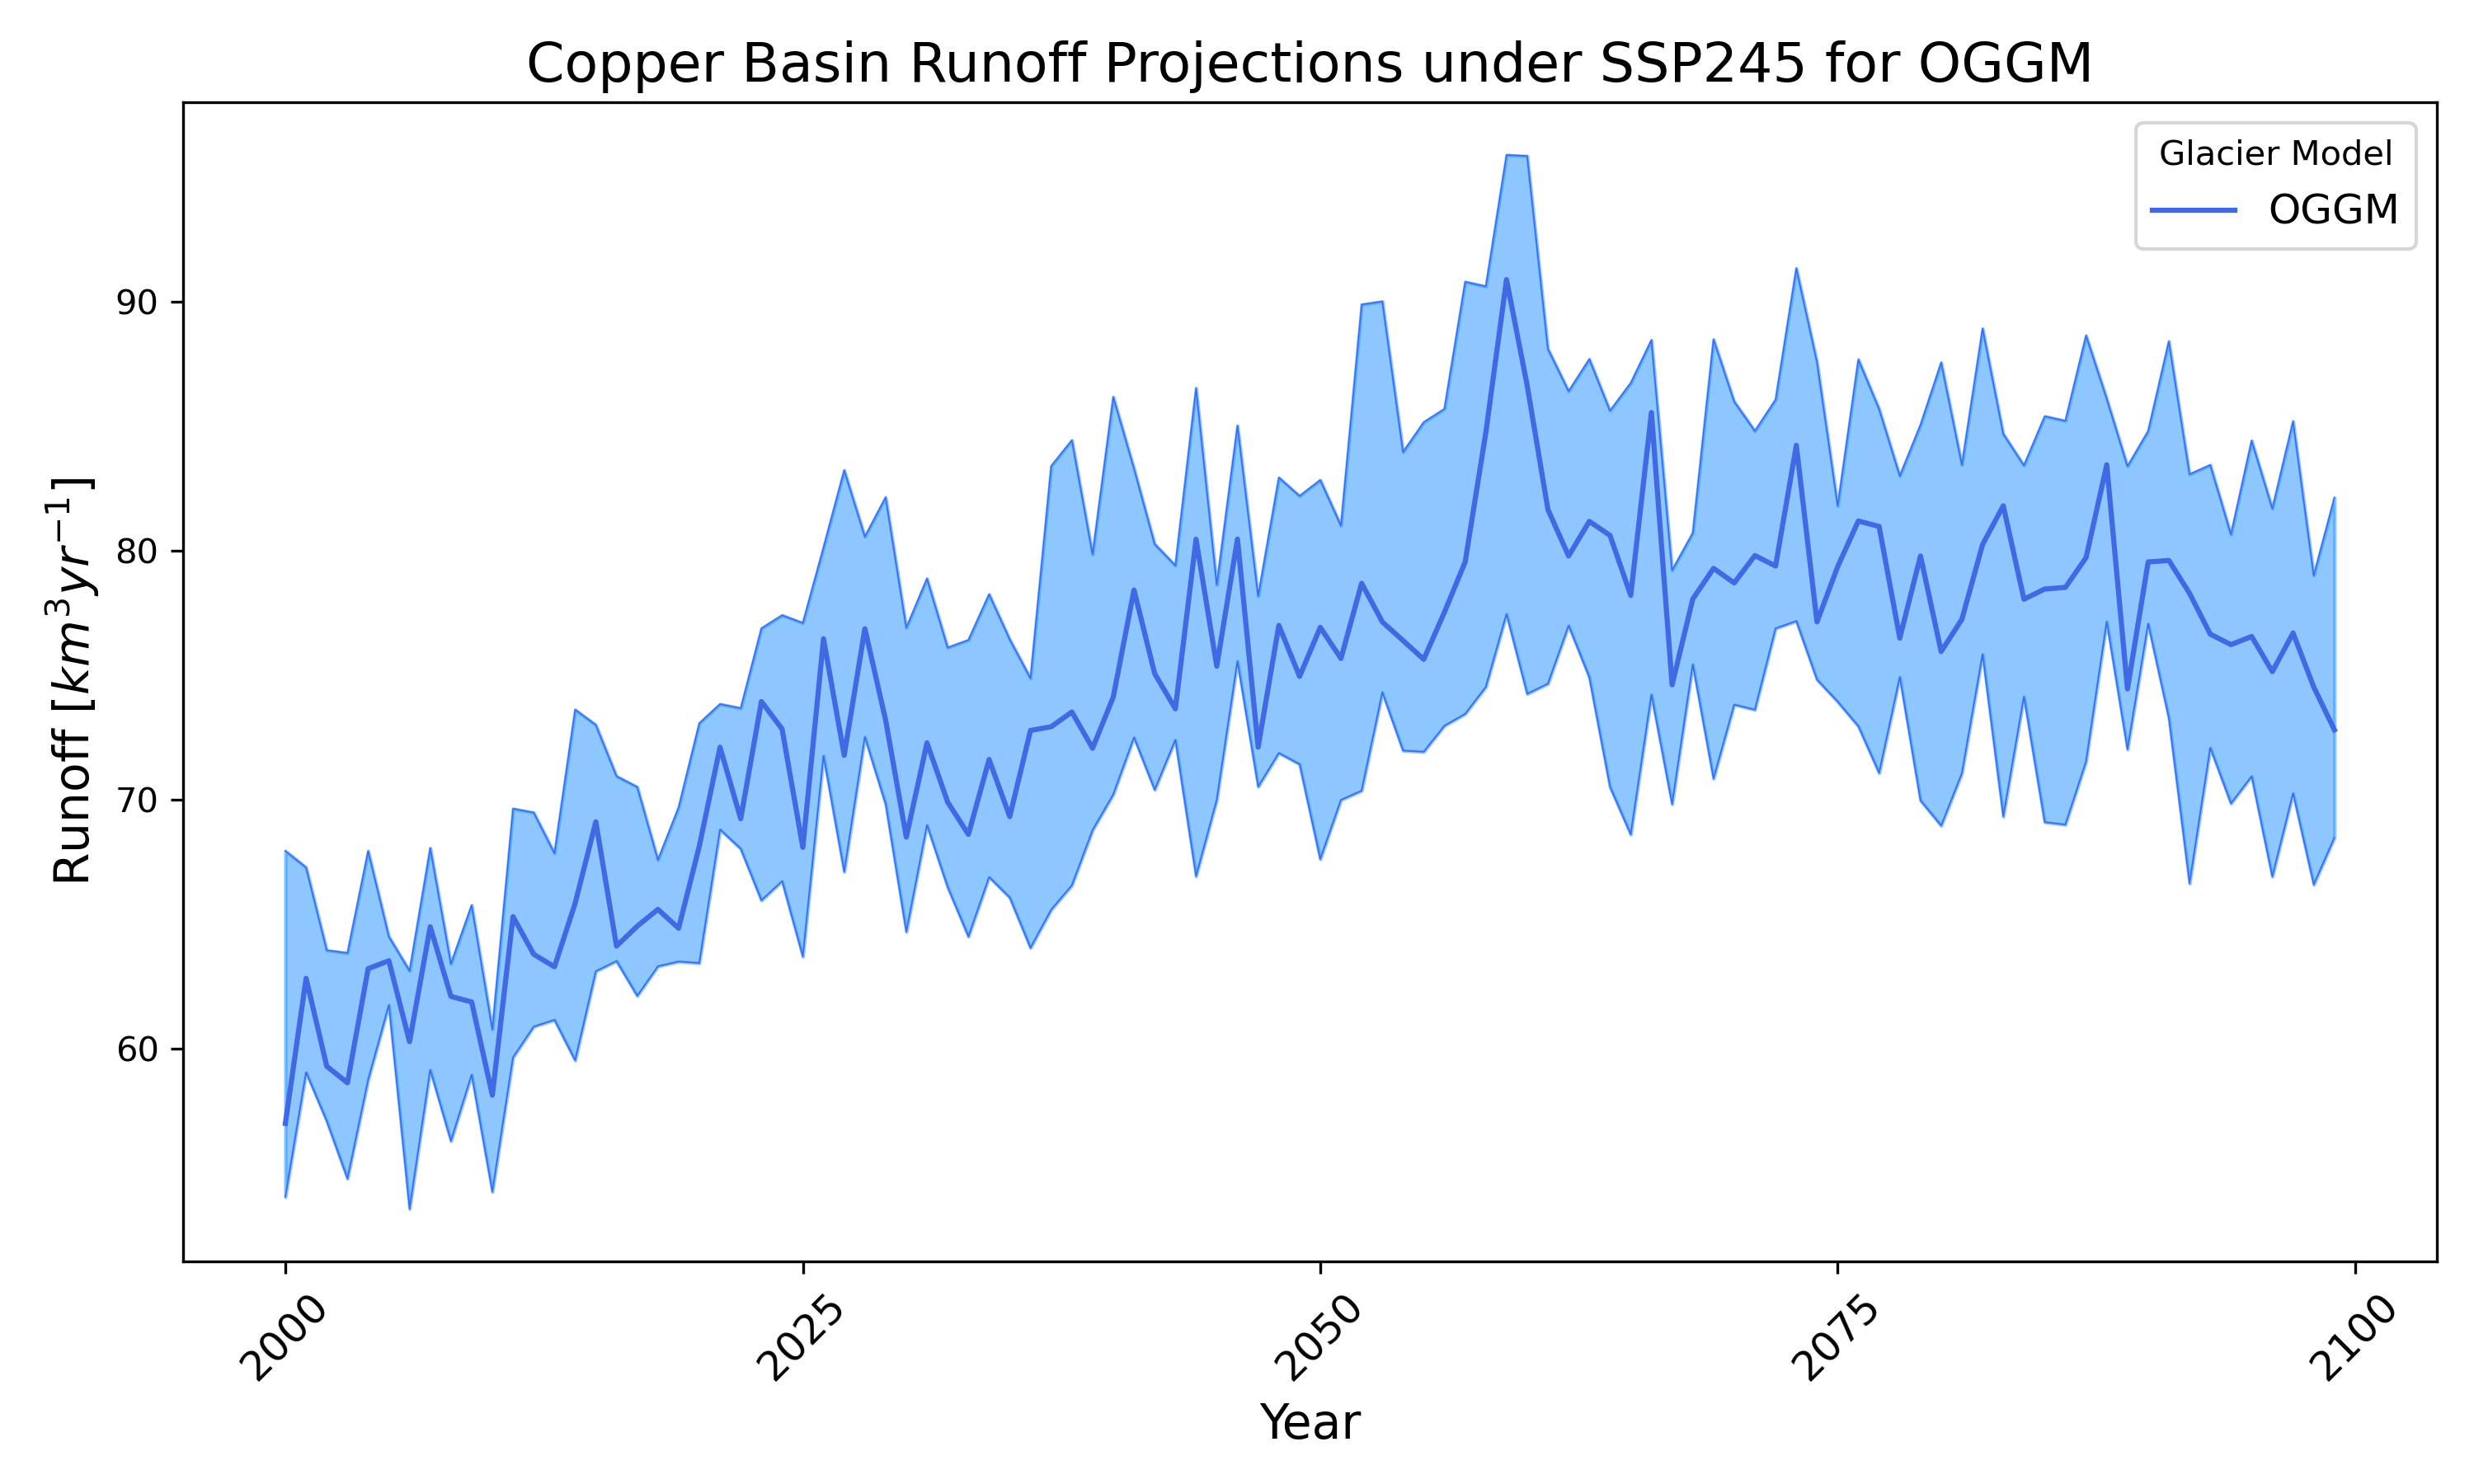 Copper Basin Runoff Projections under SSP245 for OGGM
Glacier Model
OGGM
90
80
70
60
Runoff [km³yr⁻¹]
2000
2025
2050
2075
2100
Year